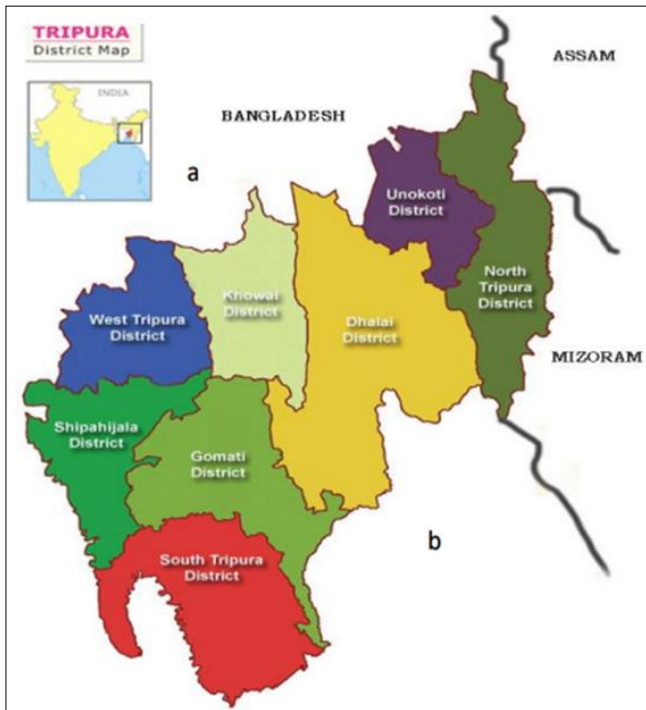 TRIPURA
District Map
INDIA
ASSAM
BANGLADESH
a
Unokoti
District
North
Tripura
District
Khowai
District
West Tripura
District
Dhalai
District
MIZORAM
Shipahijala
District
Gomati
District
b
South Tripura
District